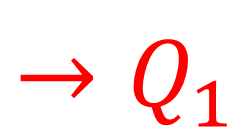 → Q₁